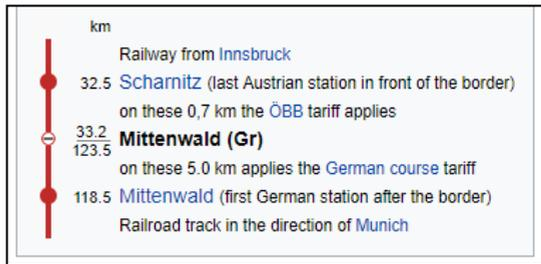 km
Railway from Innsbruck
32.5 Scharnitz (last Austrian station in front of the border)
on these 0,7 km the ÖBB tariff applies
33.2
123.5
Mittenwald (Gr)
on these 5.0 km applies the German course tariff
118.5 Mittenwald (first German station after the border)
Railroad track in the direction of Munich